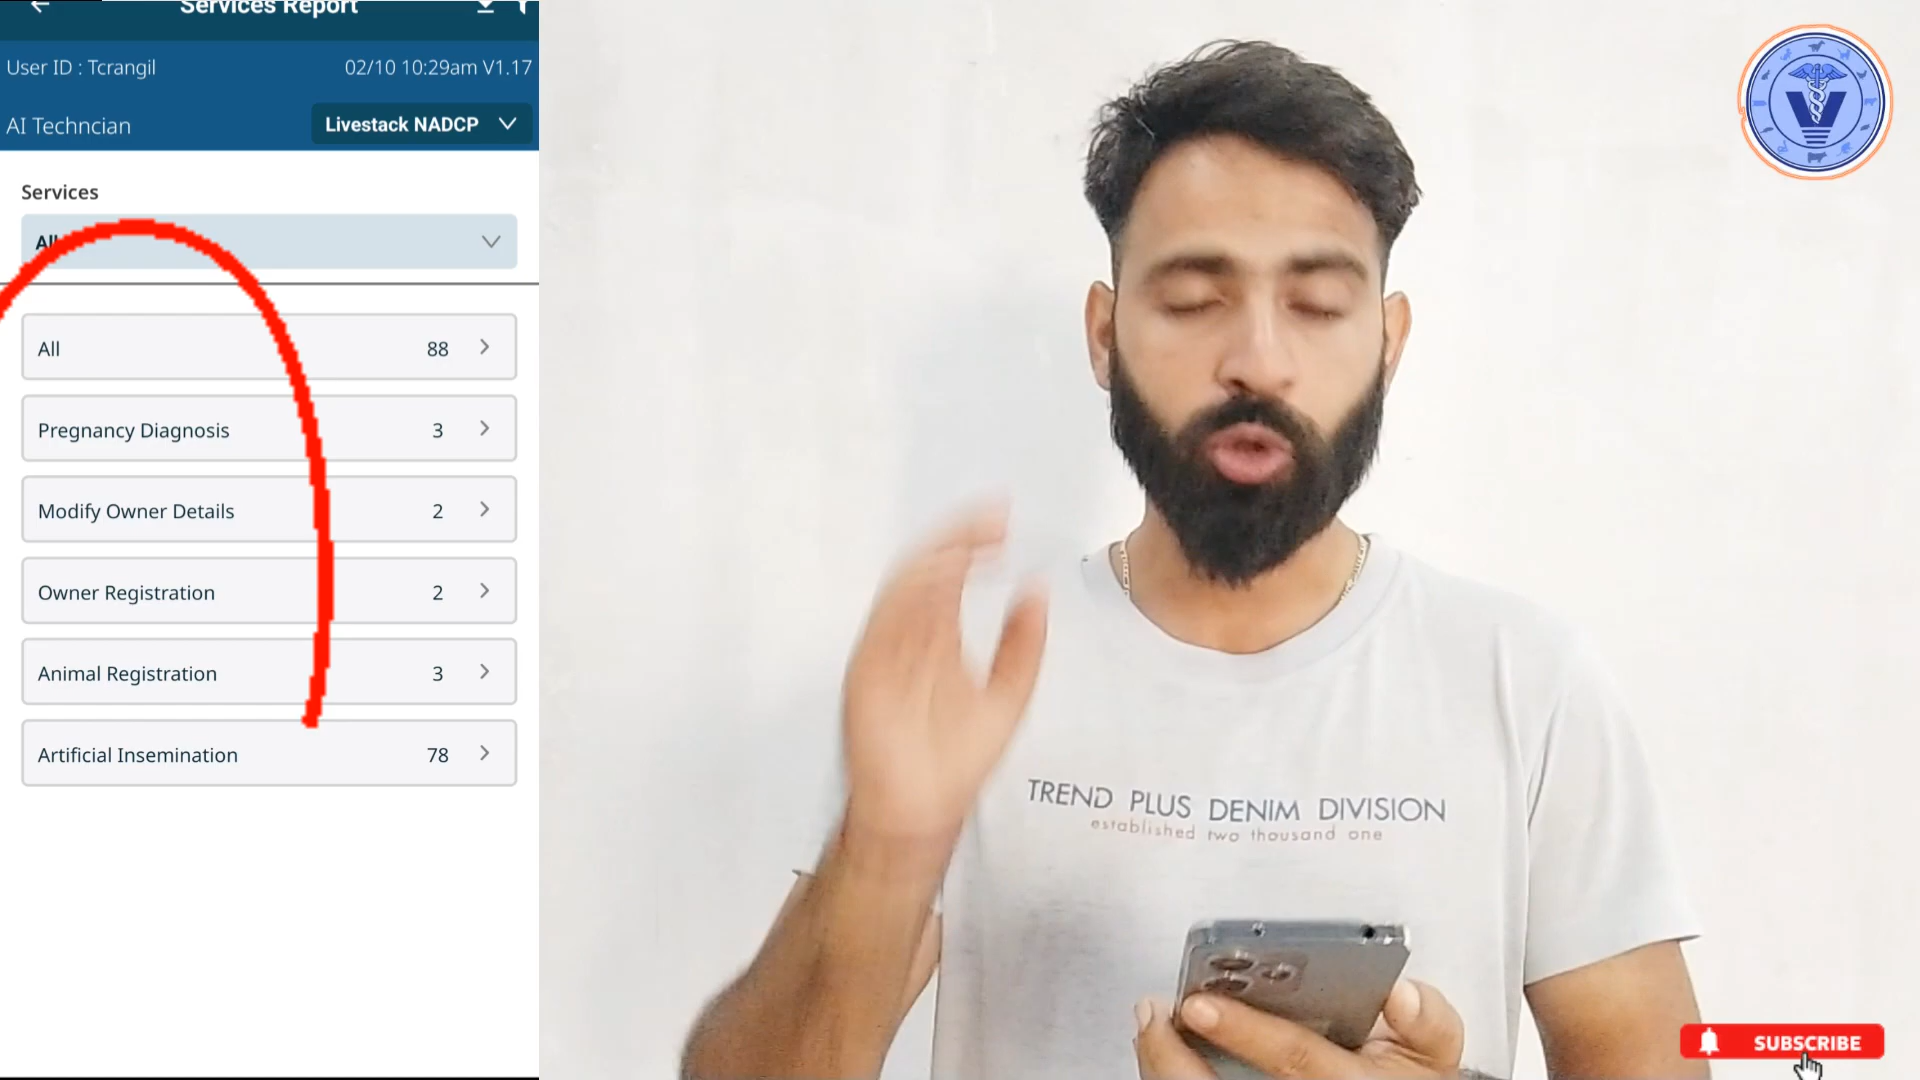 Services Report
User ID : Tcrangil
02/10 10:29am V1.17
AI Techncian
Livestack NADCP
Services
All
All 88
Pregnancy Diagnosis 3
Modify Owner Details 2
Owner Registration 2
Animal Registration 3
Artificial Insemination 78
TREND PLUS DENIM DIVISION
established two thousand one
V
SUBSCRIBE